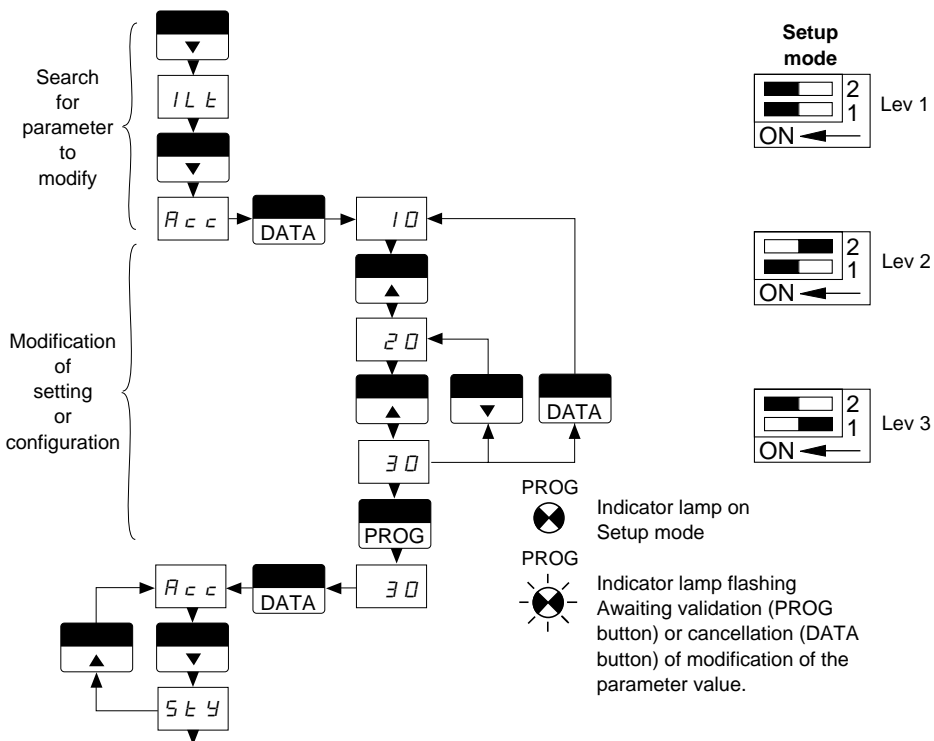 Search
for
parameter
to
modify
ILt
Acc
DATA
10
20
DATA
30
PROG
30
DATA
Acc
StY
Modification
of
setting
or
configuration
Setup
mode
2
1
ON
Lev 1
2
1
ON
Lev 2
2
1
ON
Lev 3
PROG
Indicator lamp on
Setup mode
PROG
Indicator lamp flashing
Awaiting validation (PROG
button) or cancellation (DATA
button) of modification of the
parameter value.